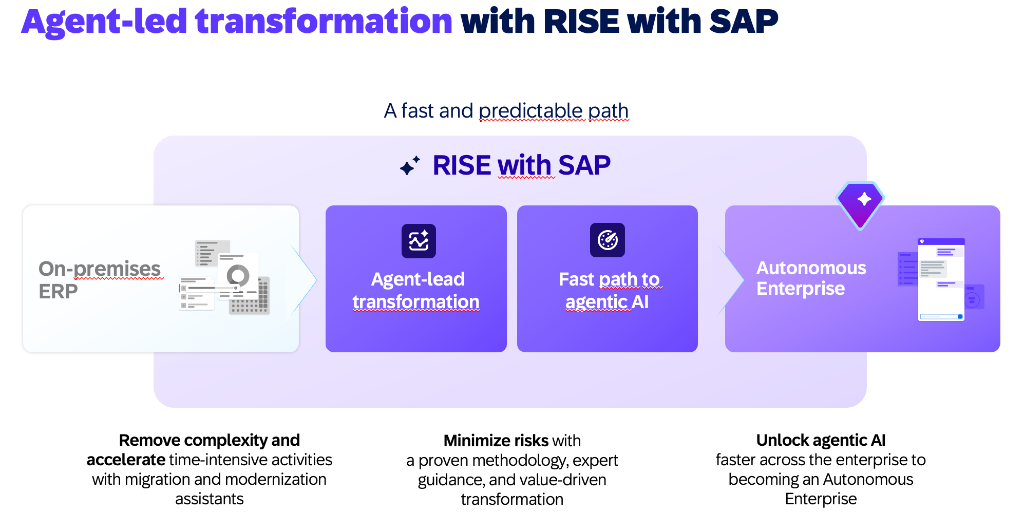 Agent-led transformation with RISE with SAP
A fast and predictable path
RISE with SAP
On-premises
ERP
Agent-lead
transformation
Fast path to
agentic AI
Autonomous
Enterprise
Remove complexity and
accelerate time-intensive activities
with migration and modernization
assistants
Minimize risks with
a proven methodology, expert
guidance, and value-driven
transformation
Unlock agentic AI
faster across the enterprise to
becoming an Autonomous
Enterprise